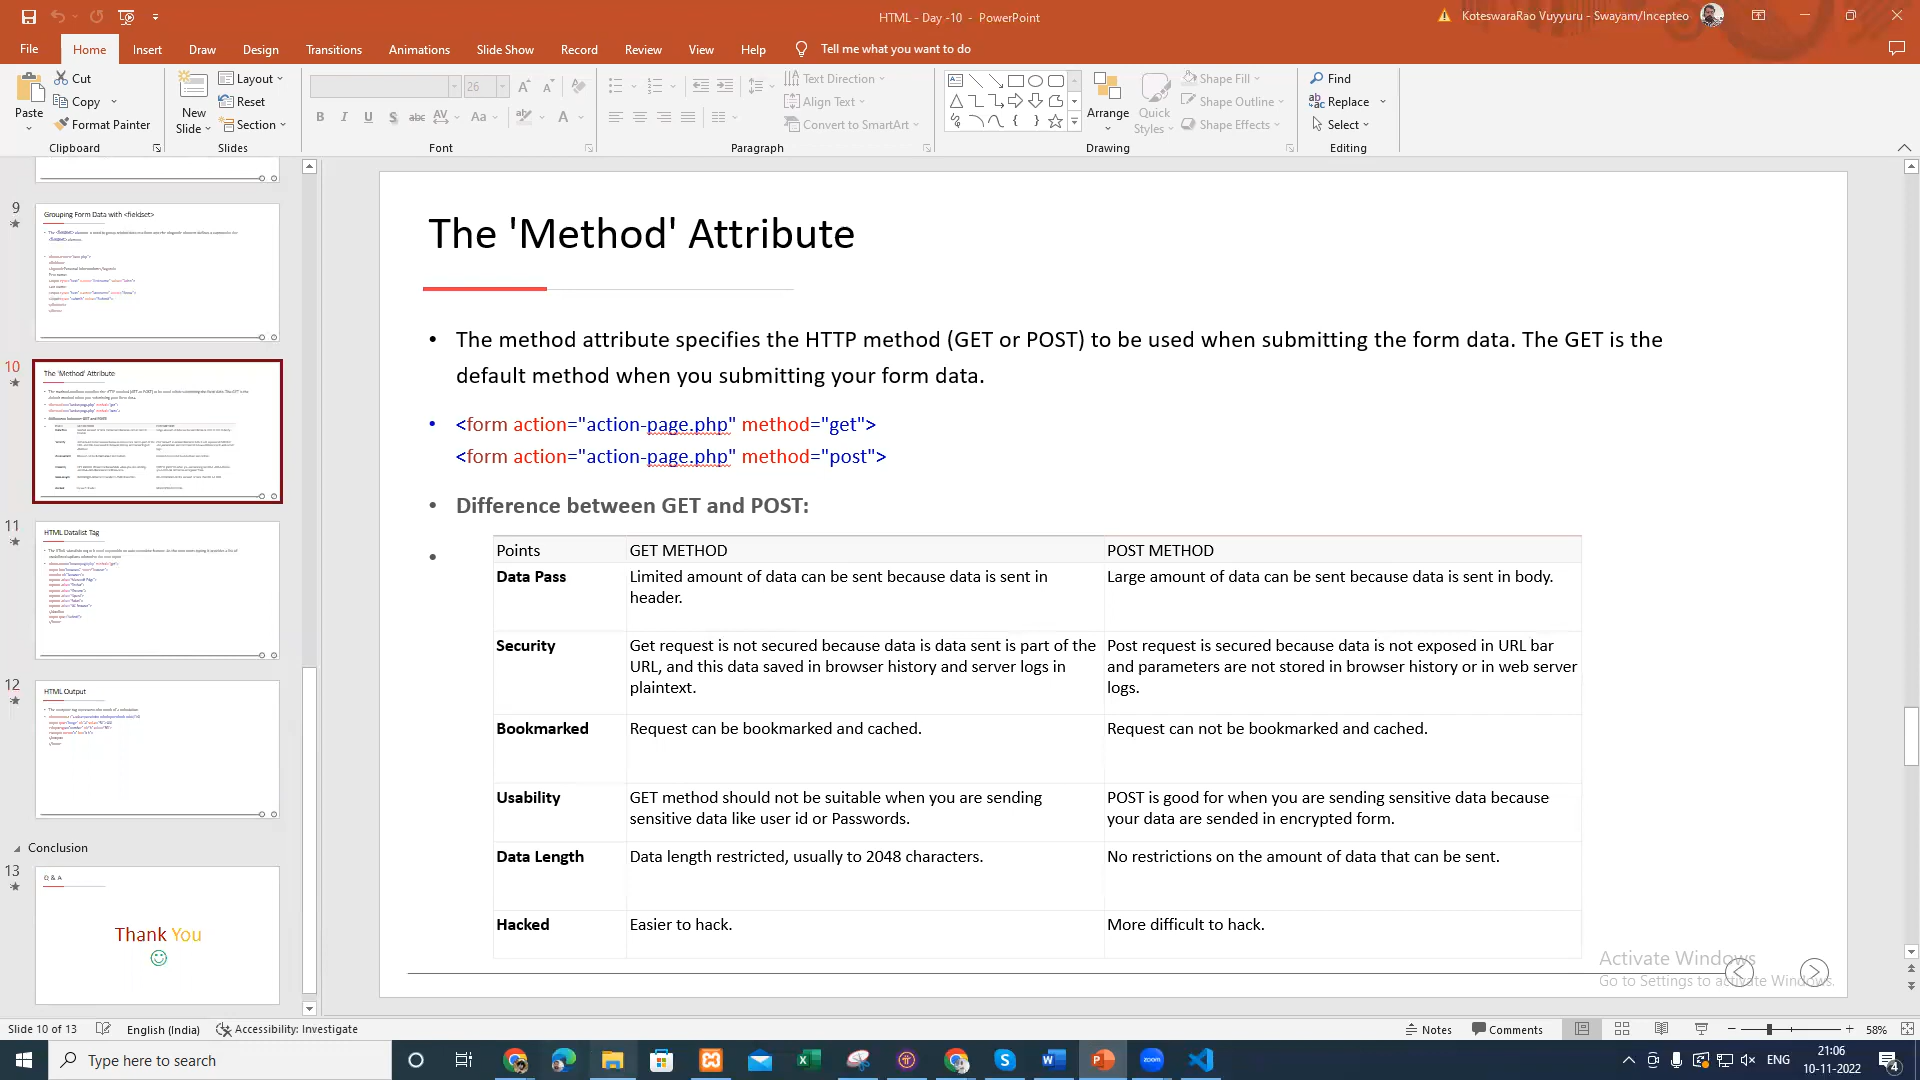 HTML - Day -10 - PowerPoint
KoteswaraRao Vuyyuru - Swayam/Incepteo
File Home Insert Draw Design Transitions Animations Slide Show Record Review View Help Tell me what you want to do
Paste
Cut
Copy
Format Painter
Clipboard
New Slide
Layout
Reset
Section
Slides
26
B I U S abc AV Aa A
Font
Text Direction
Align Text
Convert to SmartArt
Paragraph
Arrange
Quick Styles
Shape Fill
Shape Outline
Shape Effects
Drawing
Find
Replace
Select
Editing
9
Grouping Form Data with <fieldset>
10
The 'Method' Attribute
11
HTML Datalist Tag
12
HTML Output
Conclusion
13
Q & A
Thank You
The 'Method' Attribute
• The method attribute specifies the HTTP method (GET or POST) to be used when submitting the form data. The GET is the
default method when you submitting your form data.
• <form action="action-page.php" method="get">
<form action="action-page.php" method="post">
• Difference between GET and POST:
Points GET METHOD POST METHOD
Data Pass Limited amount of data can be sent because data is sent in Large amount of data can be sent because data is sent in body.
header.
Security Get request is not secured because data is data sent is part of the Post request is secured because data is not exposed in URL bar
URL, and this data saved in browser history and server logs in and parameters are not stored in browser history or in web server
plaintext. logs.
Bookmarked Request can be bookmarked and cached. Request can not be bookmarked and cached.
Usability GET method should not be suitable when you are sending POST is good for when you are sending sensitive data because
sensitive data like user id or Passwords. your data are sended in encrypted form.
Data Length Data length restricted, usually to 2048 characters. No restrictions on the amount of data that can be sent.
Hacked Easier to hack. More difficult to hack.
Activate Windows
Go to Settings to activate Windows.
Slide 10 of 13 English (India) Accessibility: Investigate Notes Comments 58%
Type here to search
zoom
ENG
21:06
10-11-2022
4